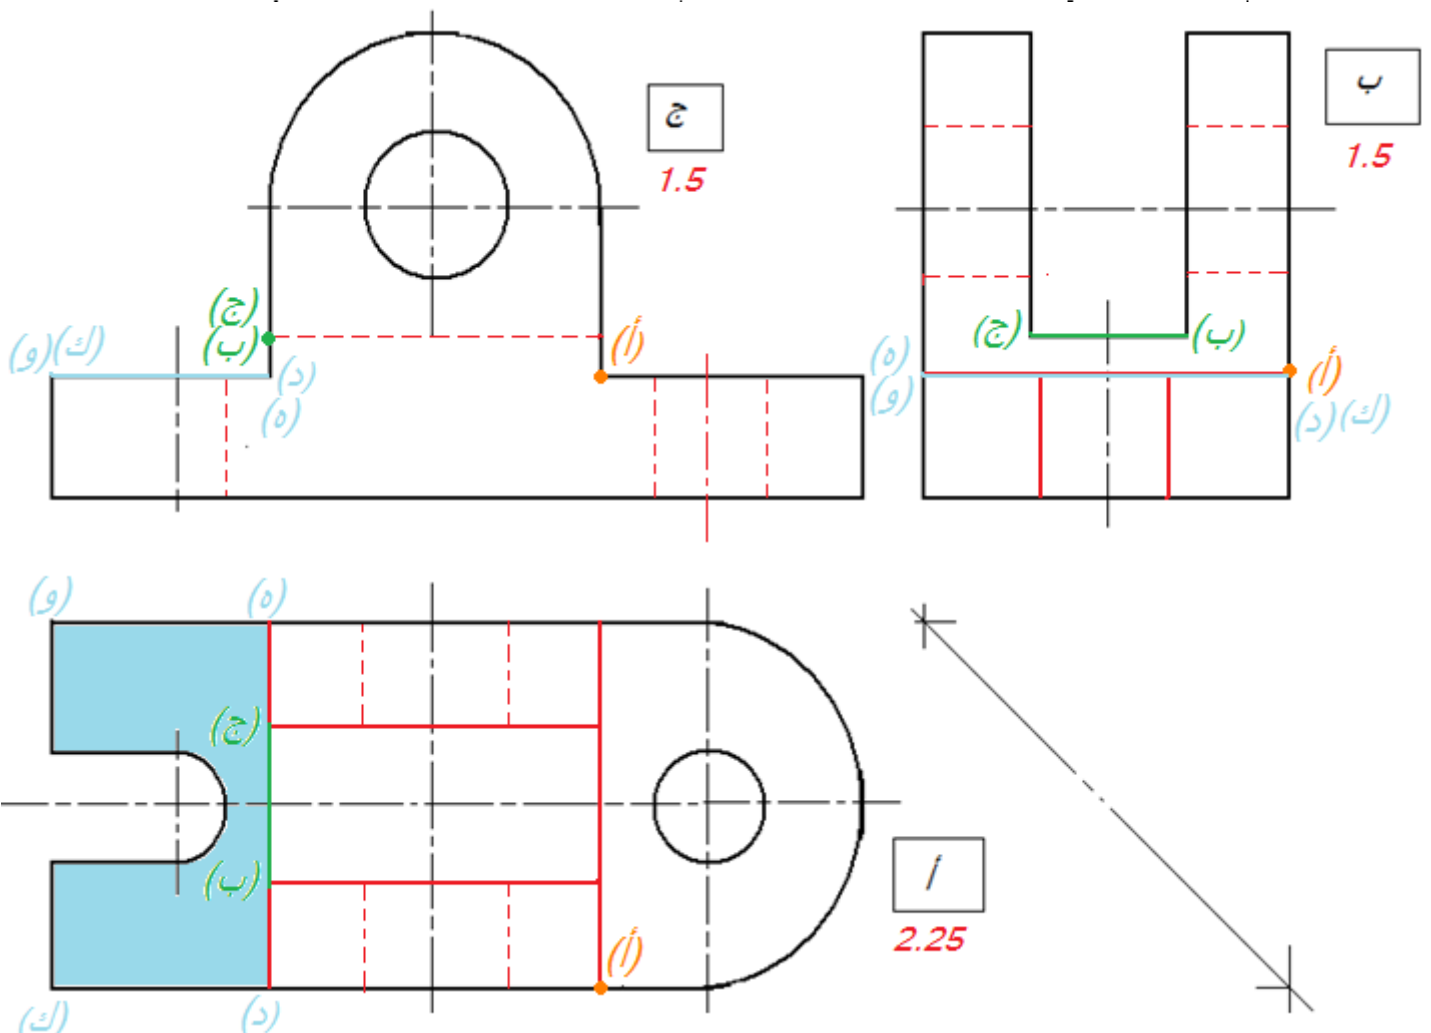 ج
1.5
ب
1.5
(ج)
(ب)
(أ)
(و)(ك)
(د)
(ه)
(ج)
(ب)
(ه)
(و)
(أ)
(د)(ك)
(و)
(ه)
(ج)
(ب)
(أ)
(ك)
(د)
أ
2.25